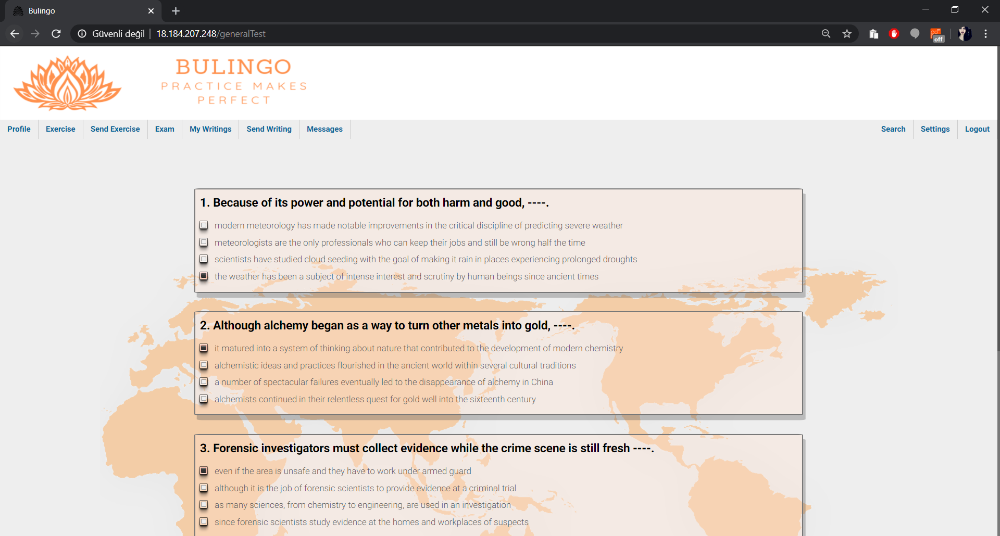 Bulingo
Güvenli değil
18.184.207.248/generalTest
off
BULINGO
PRACTICE MAKES
PERFECT
Profile
Exercise
Send Exercise
Exam
My Writings
Send Writing
Messages
Search
Settings
Logout
1. Because of its power and potential for both harm and good, ----.
modern meteorology has made notable improvements in the critical discipline of predicting severe weather
meteorologists are the only professionals who can keep their jobs and still be wrong half the time
scientists have studied cloud seeding with the goal of making it rain in places experiencing prolonged droughts
the weather has been a subject of intense interest and scrutiny by human beings since ancient times
2. Although alchemy began as a way to turn other metals into gold, ----.
it matured into a system of thinking about nature that contributed to the development of modern chemistry
alchemistic ideas and practices flourished in the ancient world within several cultural traditions
a number of spectacular failures eventually led to the disappearance of alchemy in China
alchemists continued in their relentless quest for gold well into the sixteenth century
3. Forensic investigators must collect evidence while the crime scene is still fresh ----.
even if the area is unsafe and they have to work under armed guard
although it is the job of forensic scientists to provide evidence at a criminal trial
as many sciences, from chemistry to engineering, are used in an investigation
since forensic scientists study evidence at the homes and workplaces of suspects